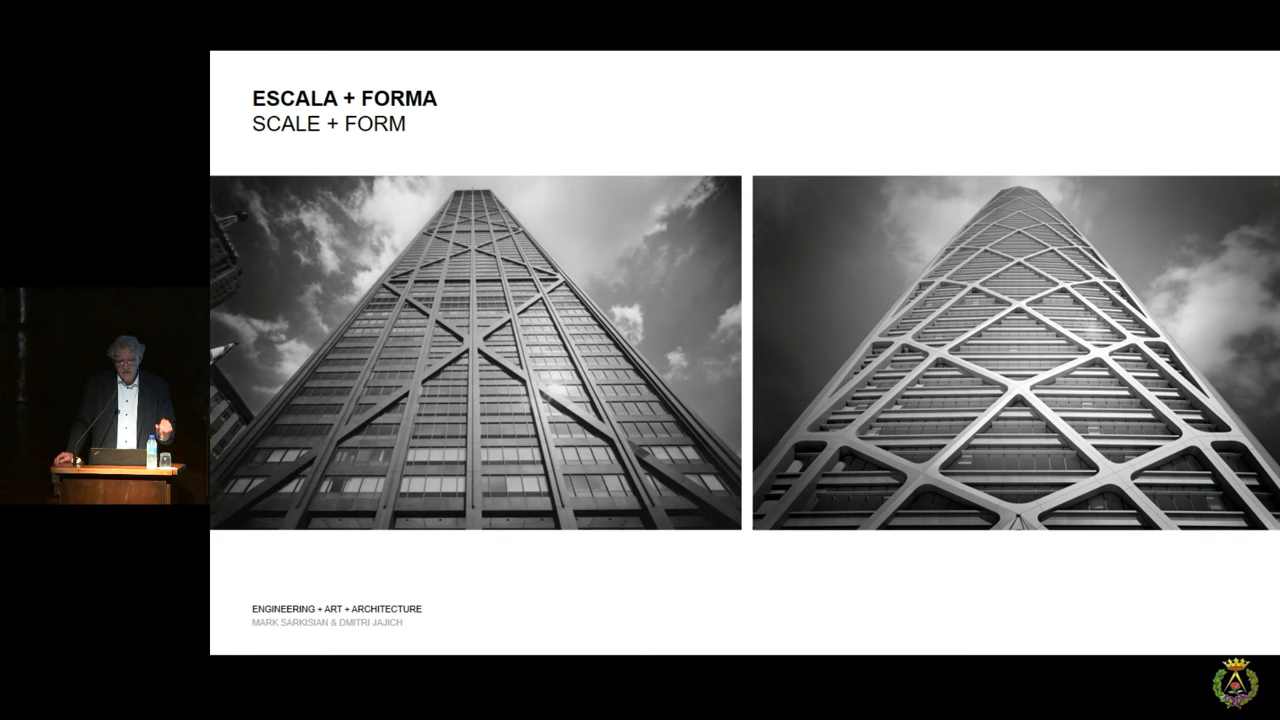 ESCALA + FORMA
SCALE + FORM
ENGINEERING + ART + ARCHITECTURE
MARK SARKISIAN & DMITRI JAJICH